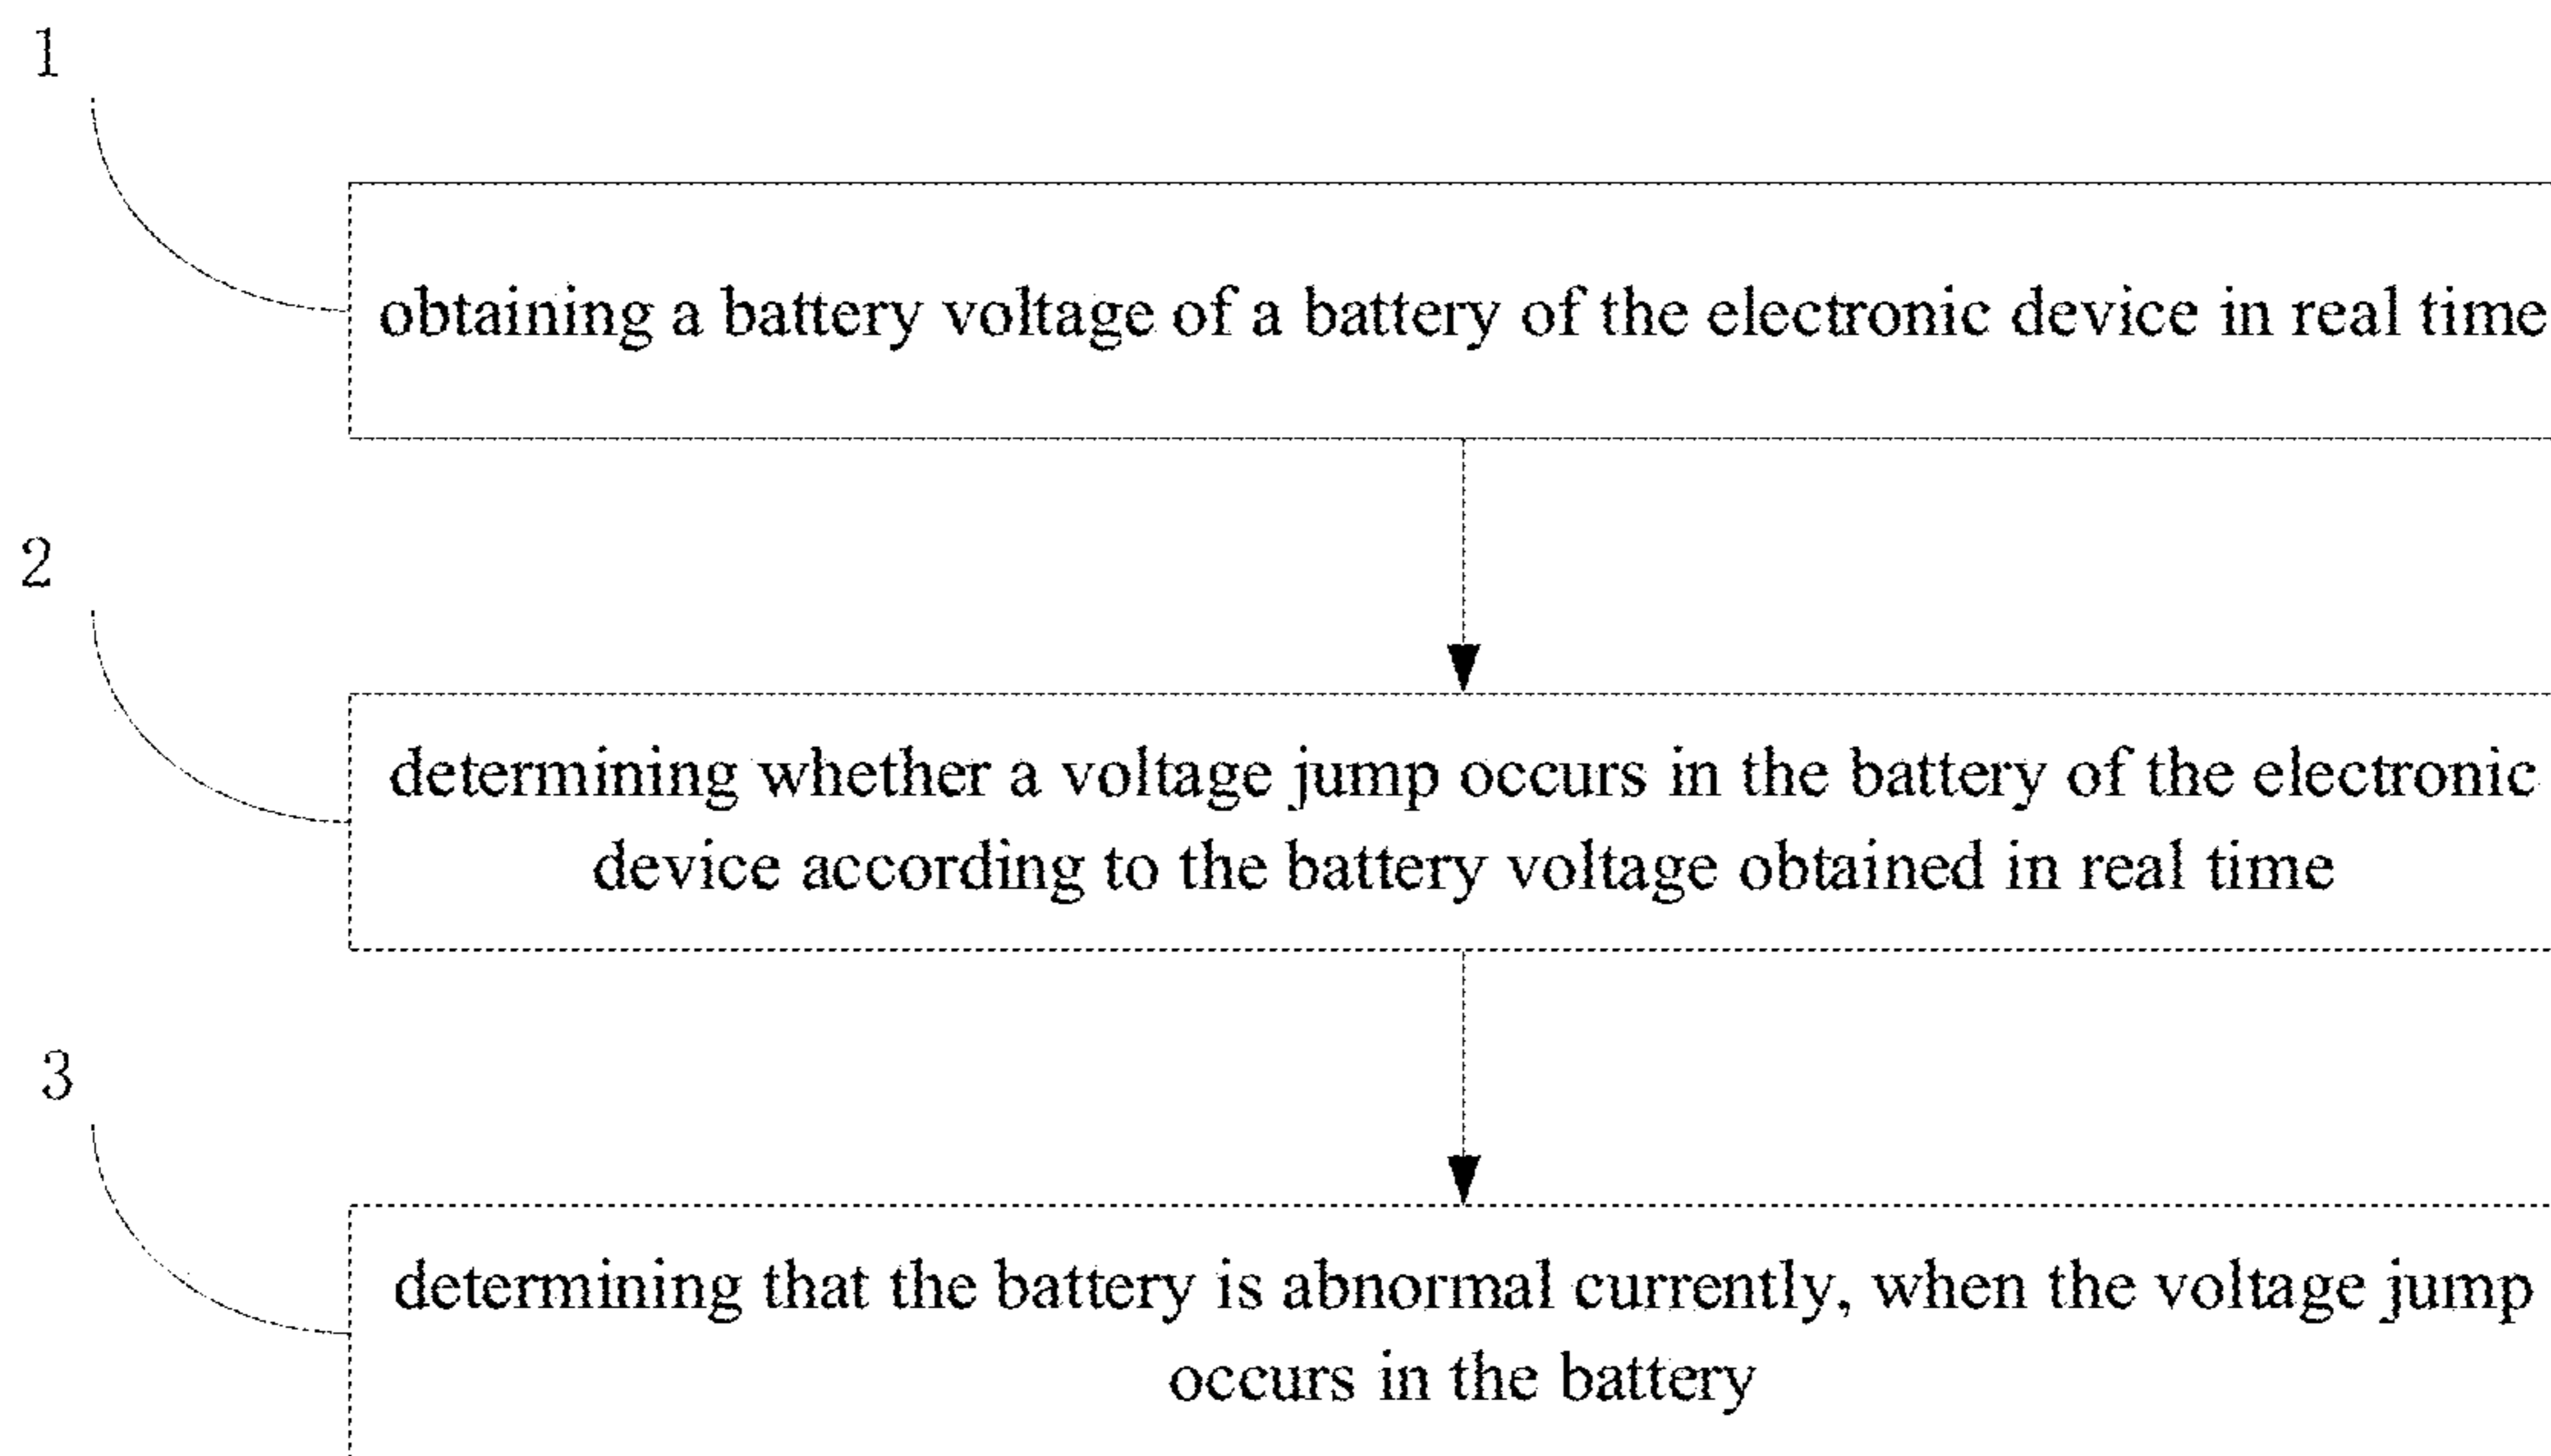 1
obtaining a battery voltage of a battery of the electronic device in real time
2
determining whether a voltage jump occurs in the battery of the electronic
device according to the battery voltage obtained in real time
3
determining that the battery is abnormal currently, when the voltage jump
occurs in the battery